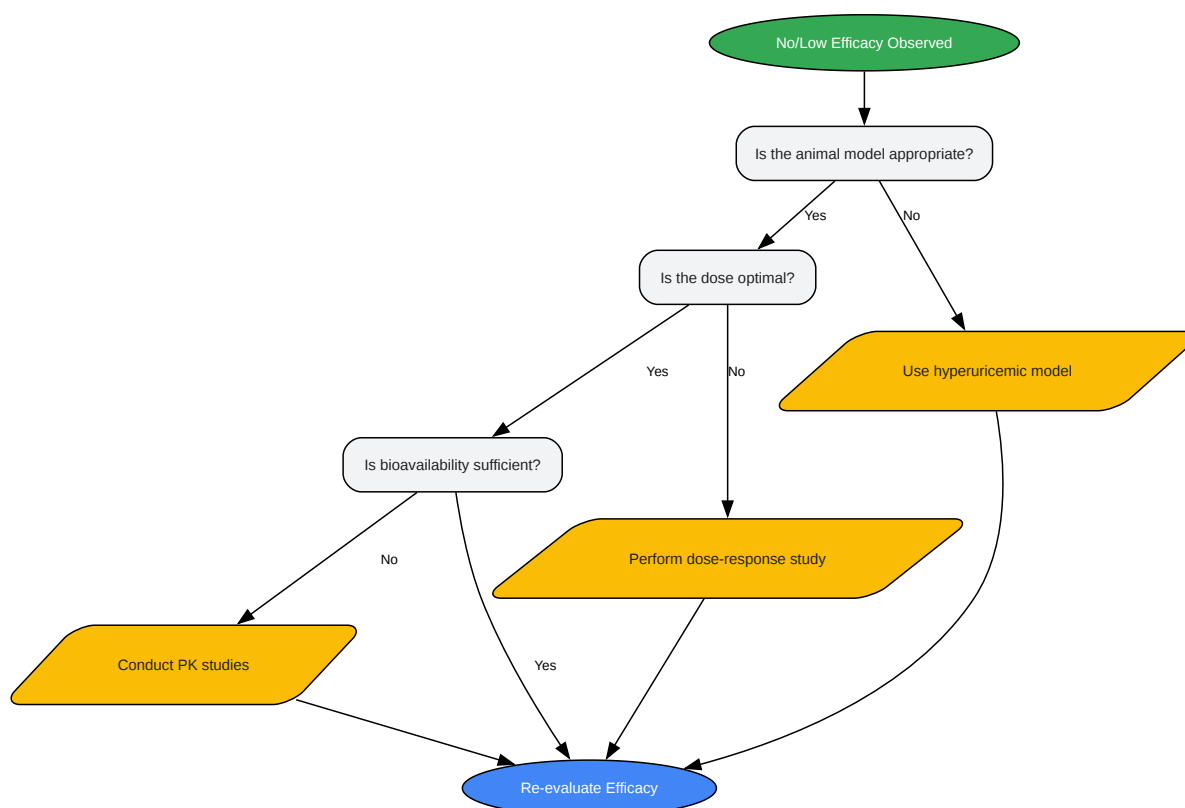 No/Low Efficacy Observed
Is the animal model appropriate?
Yes
No
Is the dose optimal?
Use hyperuricemic model
Yes
No
Is bioavailability sufficient?
No
Perform dose-response study
Conduct PK studies
Yes
Re-evaluate Efficacy